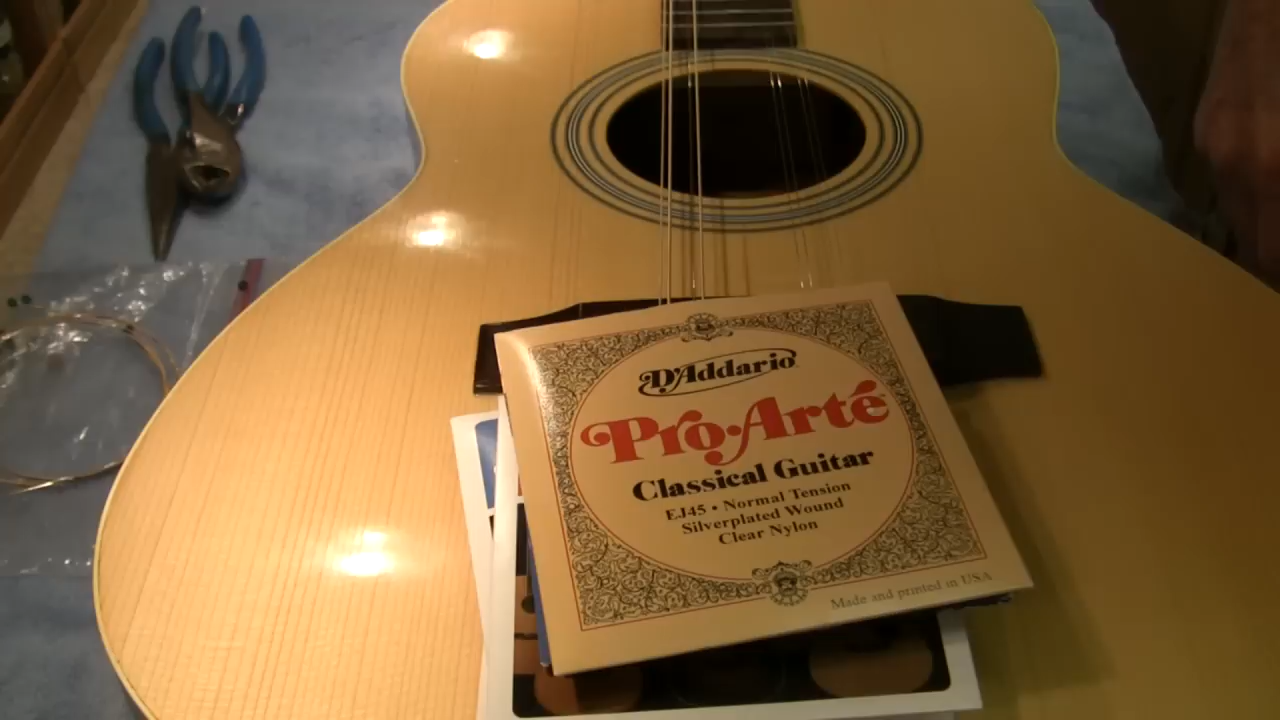 D'Addario
Pro·Arté
Classical Guitar
EJ45 • Normal Tension
Silverplated Wound
Clear Nylon
Made and printed in USA